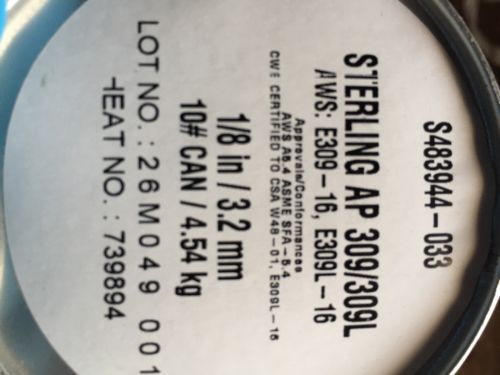 S483944-033
STERLING AP 309/309L
AWS: E309-16, E309L-16
Approvals/Conformances
AWS A5.4 ASME SFA-5.4
CWB CERTIFIED TO CSA W48-01, E309L-16
1/8 in / 3.2 mm
10# CAN / 4.54 kg
LOT NO.: 26M049 001
HEAT NO.: 739894